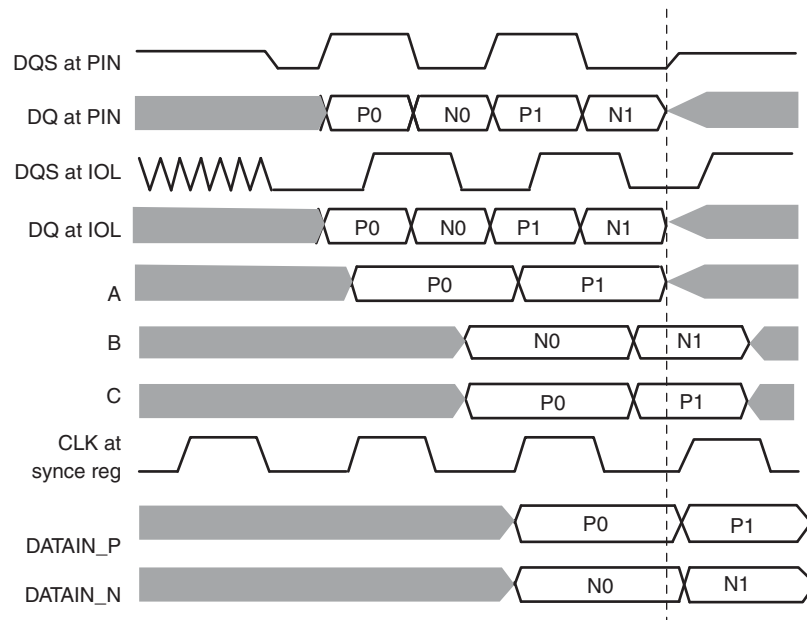 DQS at PIN
DQ at PIN P0 N0 P1 N1
DQS at IOL
DQ at IOL P0 N0 P1 N1
A P0 P1
B N0 N1
C P0 P1
CLK at
synce reg
DATAIN_P P0 P1
DATAIN_N N0 N1